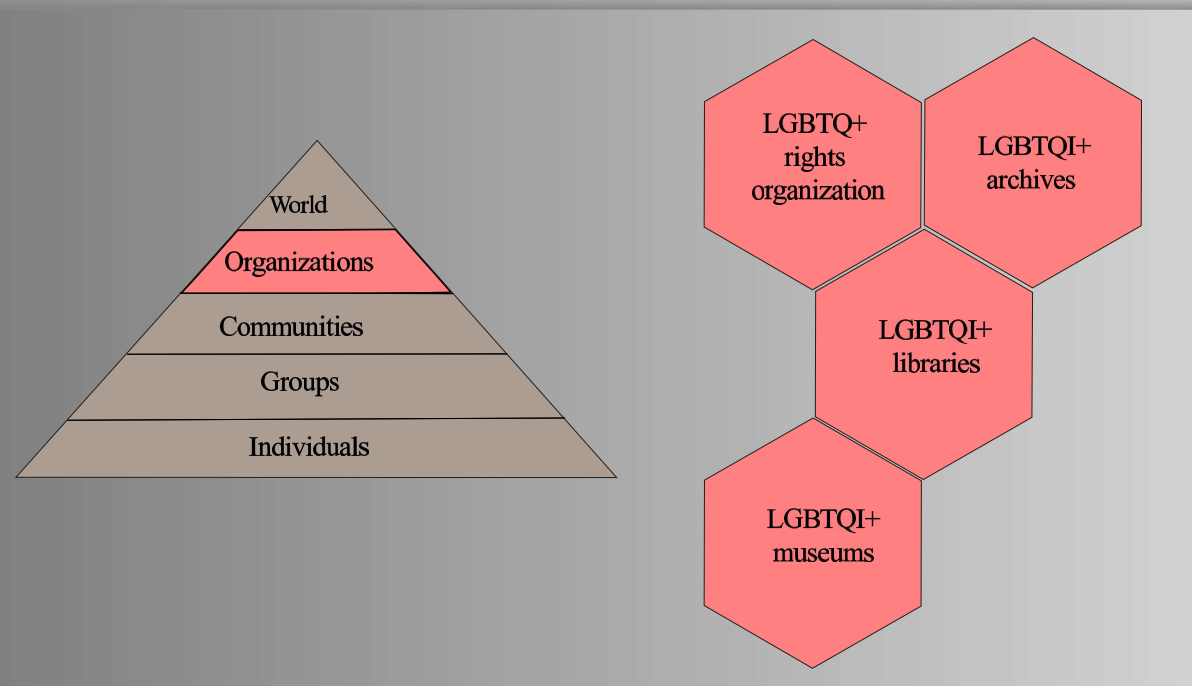 World
Organizations
Communities
Groups
Individuals
LGBTQ+
rights
organization
LGBTQI+
archives
LGBTQI+
libraries
LGBTQI+
museums